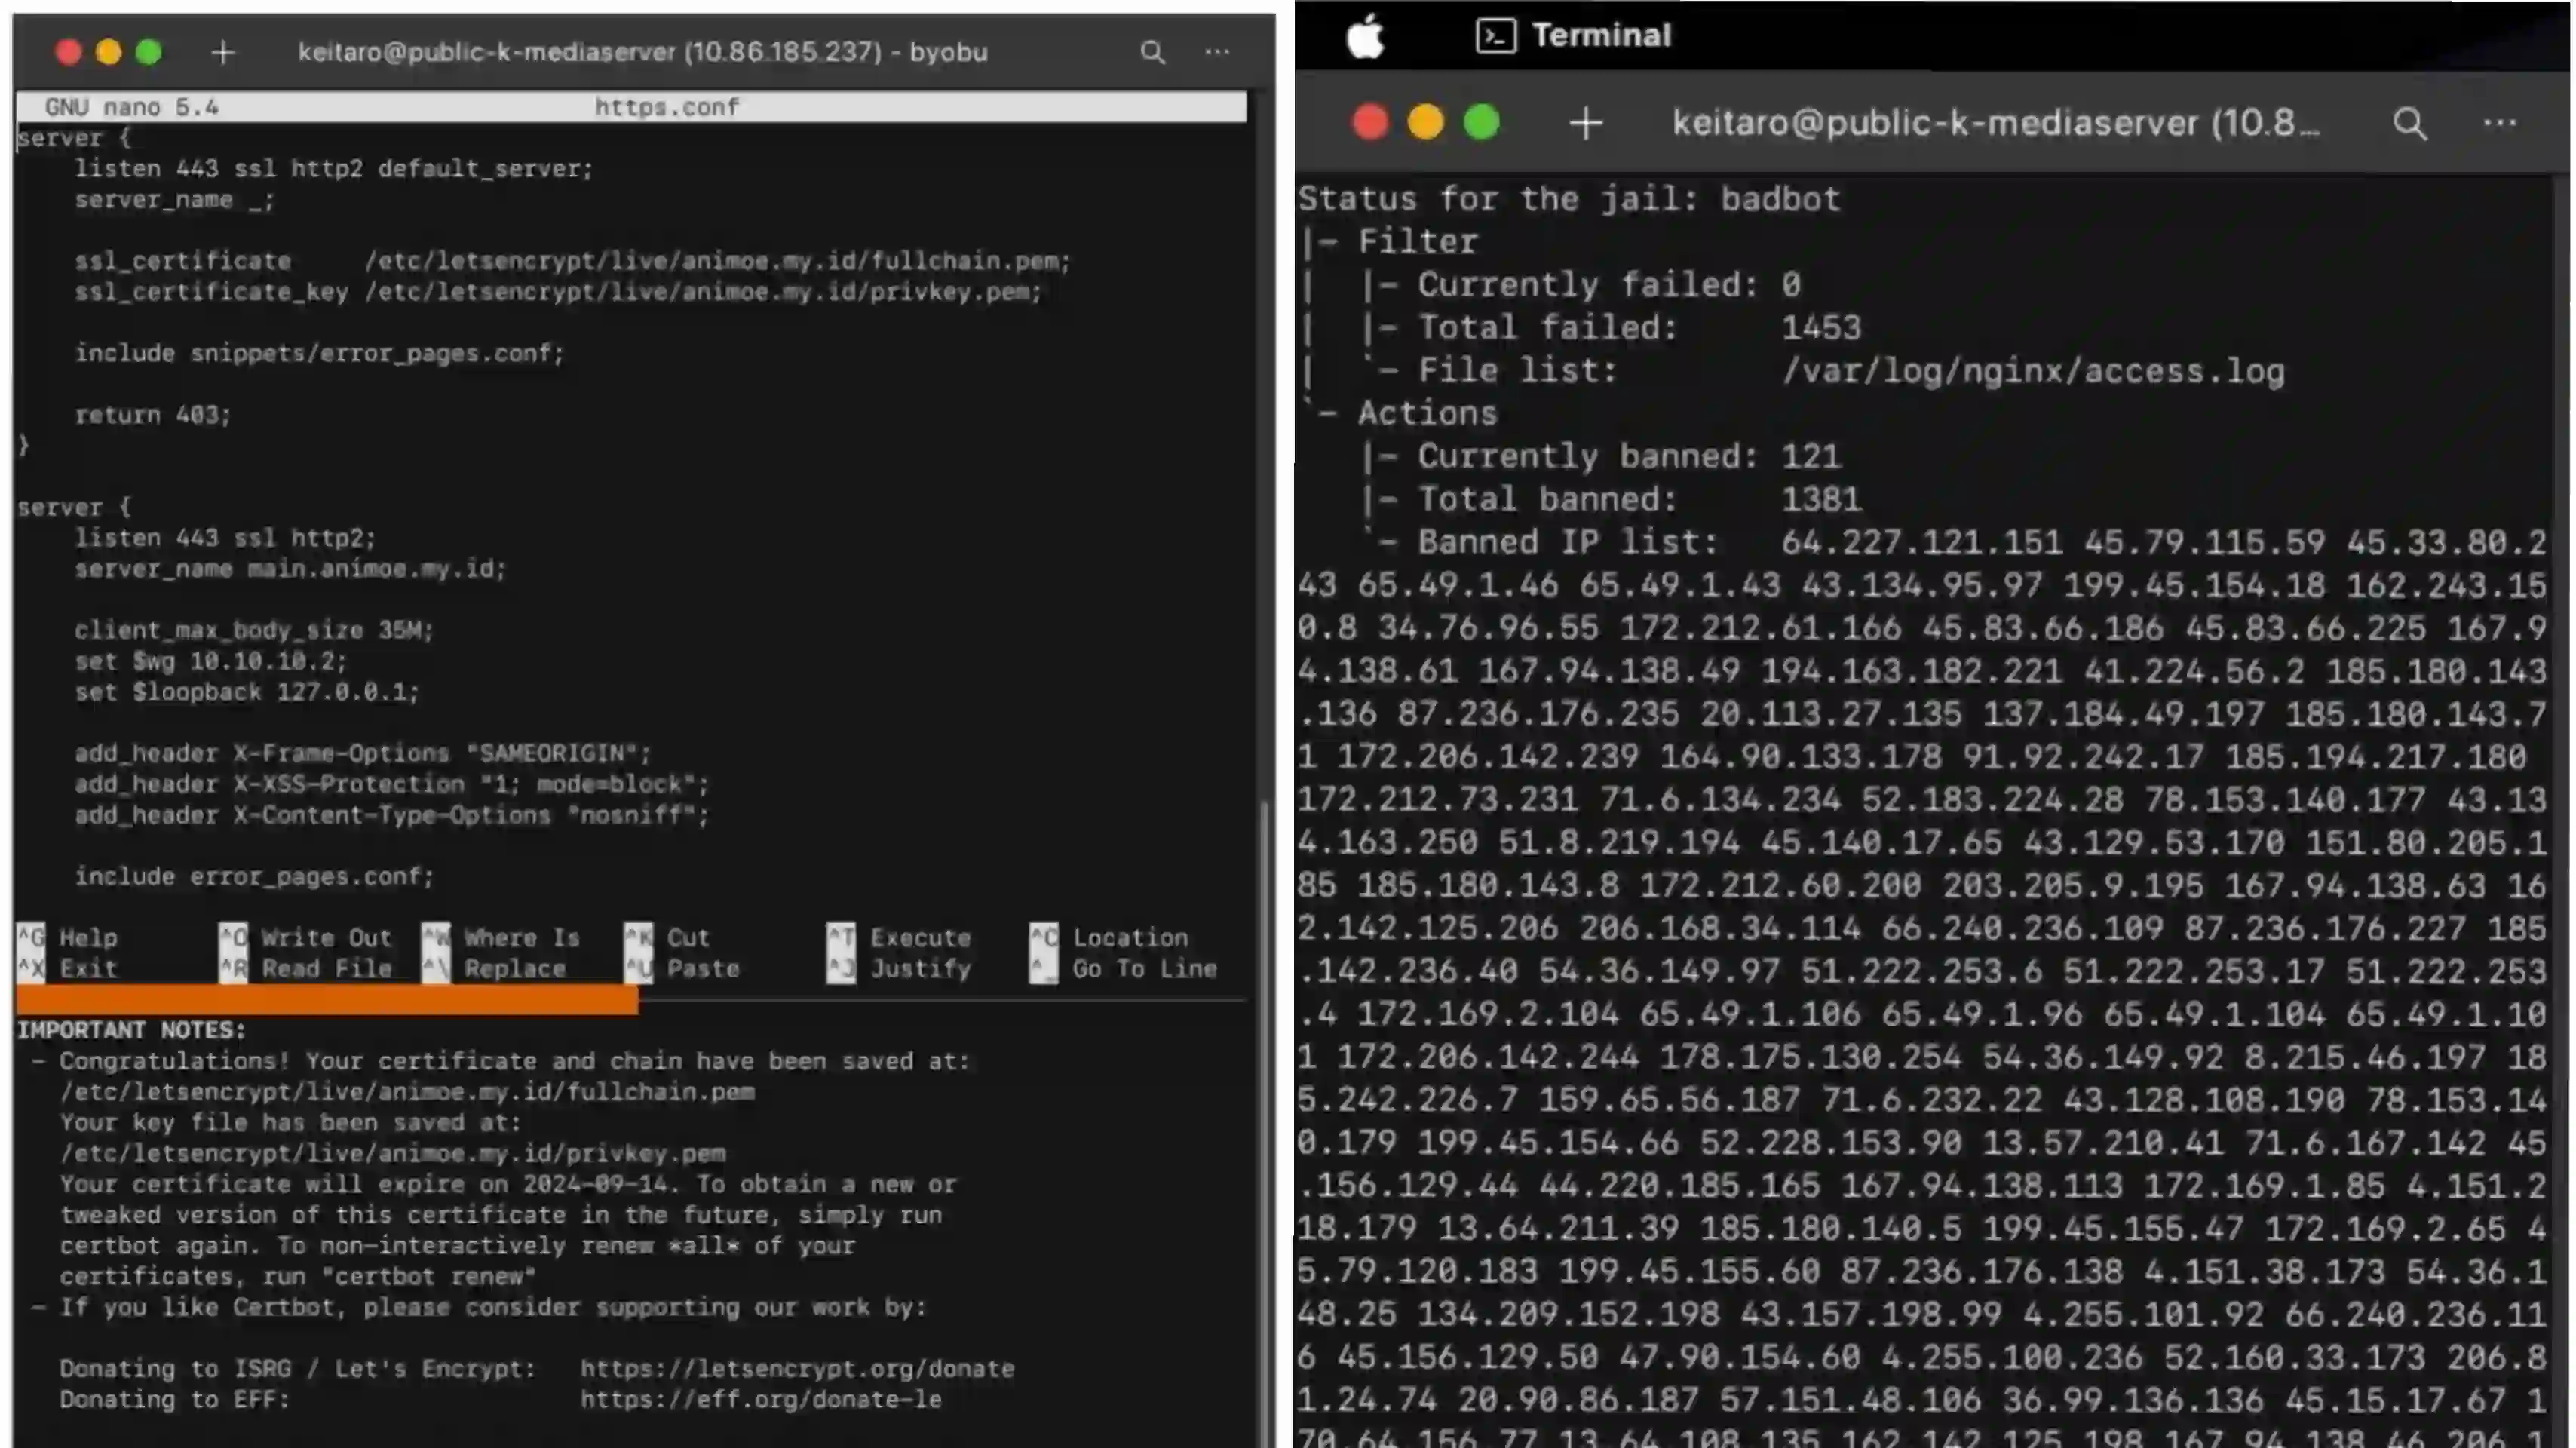 keitaro@public-k-mediaserver (10.86.185.237) - byobu
GNU nano 5.4 https.conf
server {
listen 443 ssl http2 default_server;
server_name _;
ssl_certificate /etc/letsencrypt/live/animoe.my.id/fullchain.pem;
ssl_certificate_key /etc/letsencrypt/live/animoe.my.id/privkey.pem;
include snippets/error_pages.conf;
return 403;
}
server {
listen 443 ssl http2;
server_name main.animoe.my.id;
client_max_body_size 35M;
set $wg 10.10.10.2;
set $loopback 127.0.0.1;
add_header X-Frame-Options "SAMEORIGIN";
add_header X-XSS-Protection "1; mode=block";
add_header X-Content-Type-Options "nosniff";
include error_pages.conf;
^G Help ^O Write Out ^W Where Is ^K Cut ^T Execute ^C Location
^X Exit ^R Read File ^\ Replace ^U Paste ^J Justify ^_ Go To Line
IMPORTANT NOTES:
- Congratulations! Your certificate and chain have been saved at:
/etc/letsencrypt/live/animoe.my.id/fullchain.pem
Your key file has been saved at:
/etc/letsencrypt/live/animoe.my.id/privkey.pem
Your certificate will expire on 2024-09-14. To obtain a new or
tweaked version of this certificate in the future, simply run
certbot again. To non-interactively renew *all* of your
certificates, run "certbot renew"
- If you like Certbot, please consider supporting our work by:
Donating to ISRG / Let's Encrypt: https://letsencrypt.org/donate
Donating to EFF: https://eff.org/donate-le
Terminal
keitaro@public-k-mediaserver (10.8...
Status for the jail: badbot
|- Filter
|  |- Currently failed: 0
|  |- Total failed: 1453
|  `- File list: /var/log/nginx/access.log
`- Actions
|- Currently banned: 121
|- Total banned: 1381
`- Banned IP list: 64.227.121.151 45.79.115.59 45.33.80.2
43 65.49.1.46 65.49.1.43 43.134.95.97 199.45.154.18 162.243.15
0.8 34.76.96.55 172.212.61.166 45.83.66.186 45.83.66.225 167.9
4.138.61 167.94.138.49 194.163.182.221 41.224.56.2 185.180.143
.136 87.236.176.235 20.113.27.135 137.184.49.197 185.180.143.7
1 172.206.142.239 164.90.133.178 91.92.242.17 185.194.217.180
172.212.73.231 71.6.134.234 52.183.224.28 78.153.140.177 43.13
4.163.250 51.8.219.194 45.140.17.65 43.129.53.170 151.80.205.1
85 185.180.143.8 172.212.60.200 203.205.9.195 167.94.138.63 16
2.142.125.206 206.168.34.114 66.240.236.109 87.236.176.227 185
.142.236.40 54.36.149.97 51.222.253.6 51.222.253.17 51.222.253
.4 172.169.2.104 65.49.1.106 65.49.1.96 65.49.1.104 65.49.1.10
1 172.206.142.244 178.175.130.254 54.36.149.92 8.215.46.197 18
5.242.226.7 159.65.56.187 71.6.232.22 43.128.108.190 78.153.14
0.179 199.45.154.66 52.228.153.90 13.57.210.41 71.6.167.142 45
.156.129.44 44.220.185.165 167.94.138.113 172.169.1.85 4.151.2
18.179 13.64.211.39 185.180.140.5 199.45.155.47 172.169.2.65 4
5.79.120.183 199.45.155.60 87.236.176.138 4.151.38.173 54.36.1
48.25 134.209.152.198 43.157.198.99 4.255.101.92 66.240.236.11
6 45.156.129.50 47.90.154.60 4.255.100.236 52.160.33.173 206.8
1.24.74 20.90.86.187 57.151.48.106 36.99.136.136 45.15.17.67 1
70.64.156.77 13.64.108.135 162.142.125.198 167.94.138.46 206.1